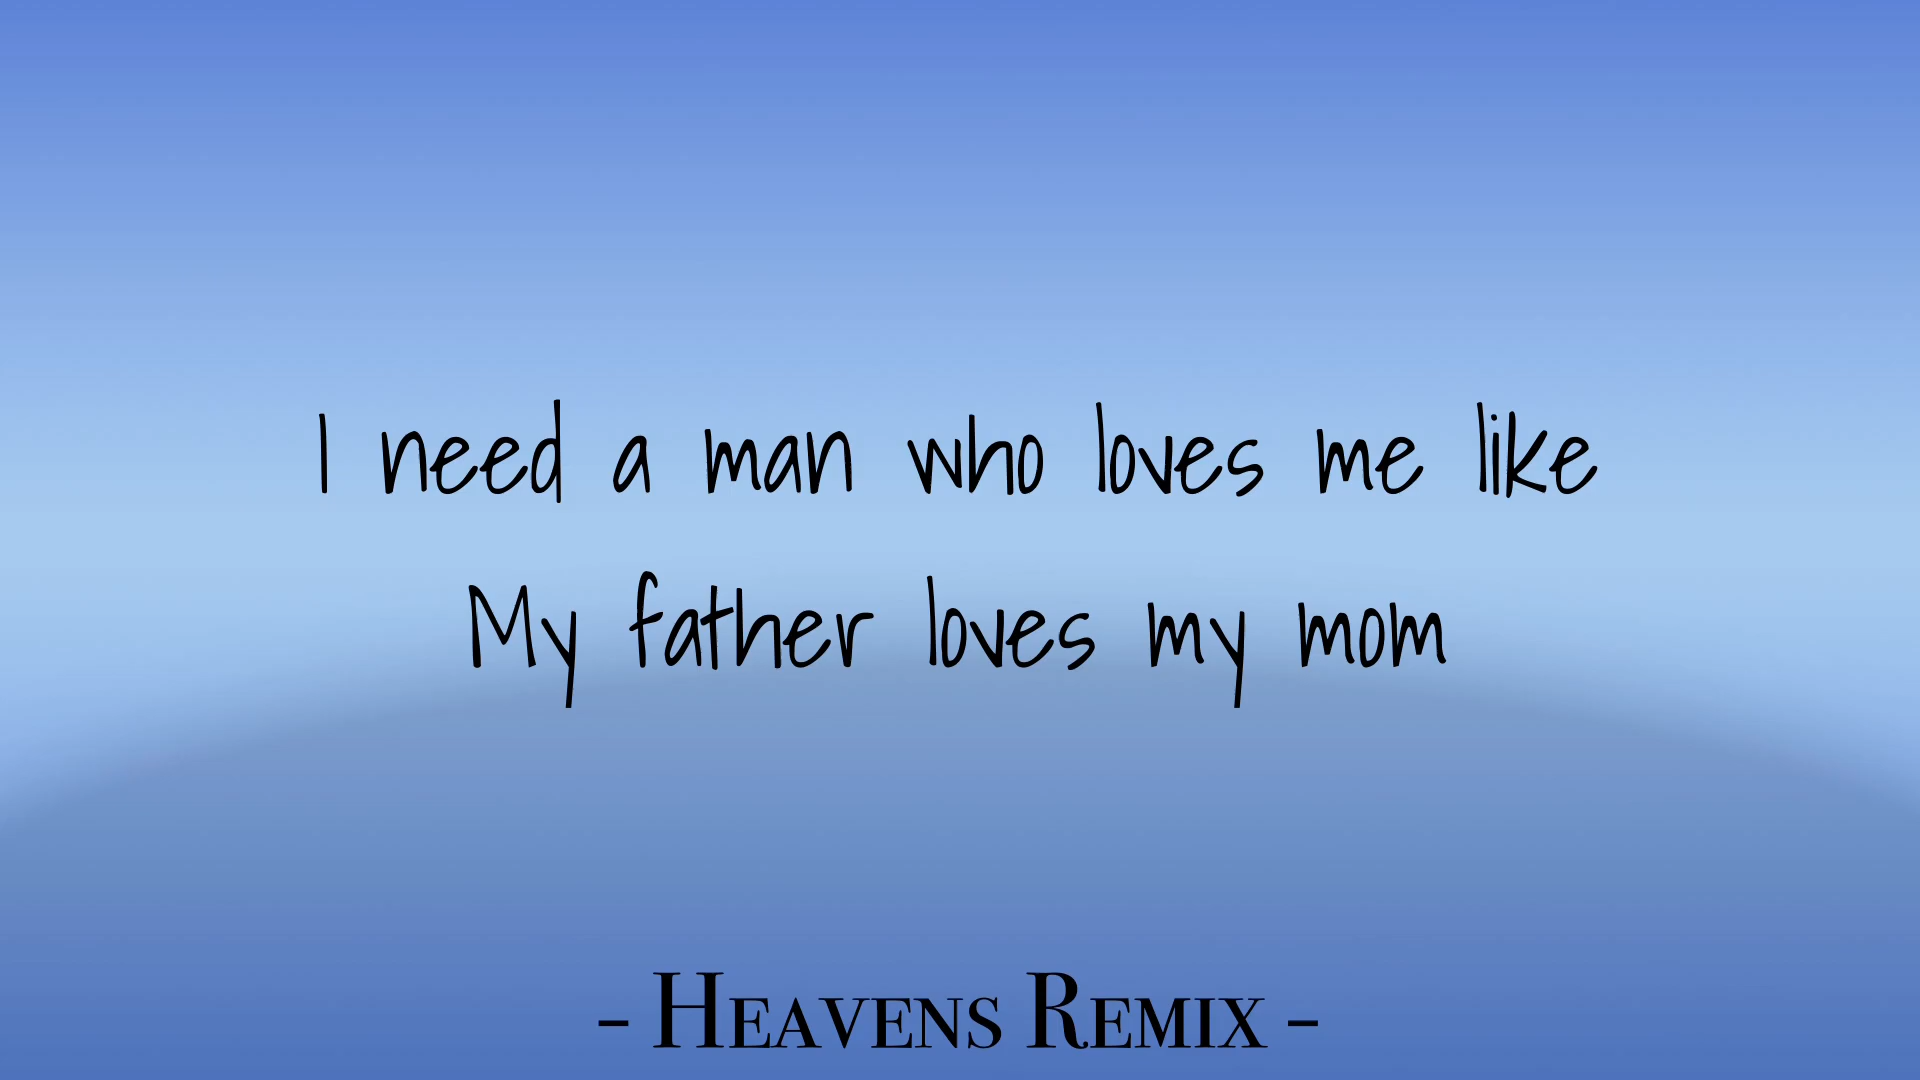 I need a man who loves me like
My father loves my mom
- Heavens Remix -